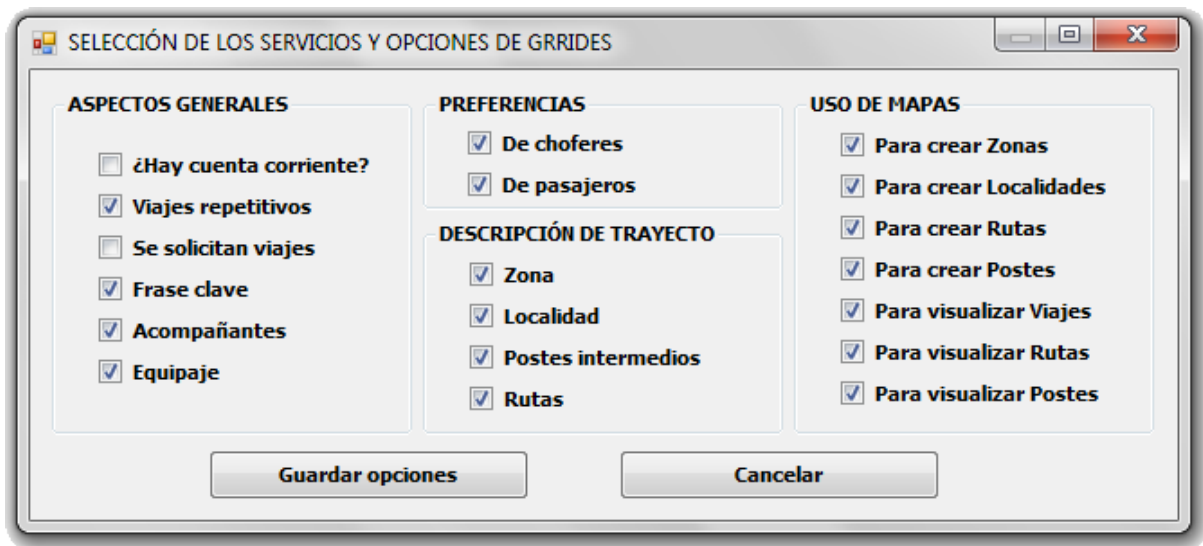 SELECCIÓN DE LOS SERVICIOS Y OPCIONES DE GRRIDES
ASPECTOS GENERALES
¿Hay cuenta corriente?
Viajes repetitivos
Se solicitan viajes
Frase clave
Acompañantes
Equipaje
PREFERENCIAS
De choferes
De pasajeros
DESCRIPCIÓN DE TRAYECTO
Zona
Localidad
Postes intermedios
Rutas
USO DE MAPAS
Para crear Zonas
Para crear Localidades
Para crear Rutas
Para crear Postes
Para visualizar Viajes
Para visualizar Rutas
Para visualizar Postes
Guardar opciones
Cancelar